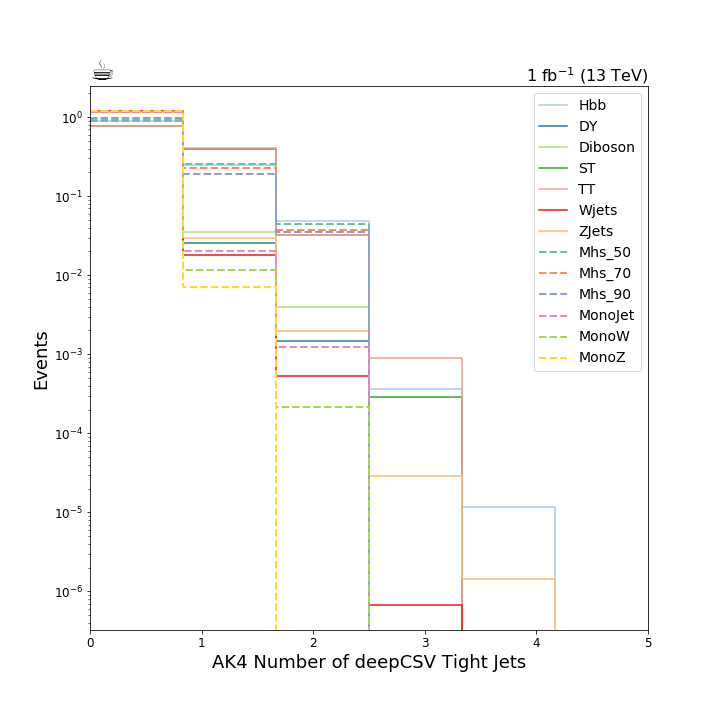 ☕ 1 fb⁻¹ (13 TeV)
Hbb
DY
Diboson
ST
TT
Wjets
ZJets
Mhs_50
Mhs_70
Mhs_90
MonoJet
MonoW
MonoZ
Events
10⁰
10⁻¹
10⁻²
10⁻³
10⁻⁴
10⁻⁵
10⁻⁶
0 1 2 3 4 5
AK4 Number of deepCSV Tight Jets